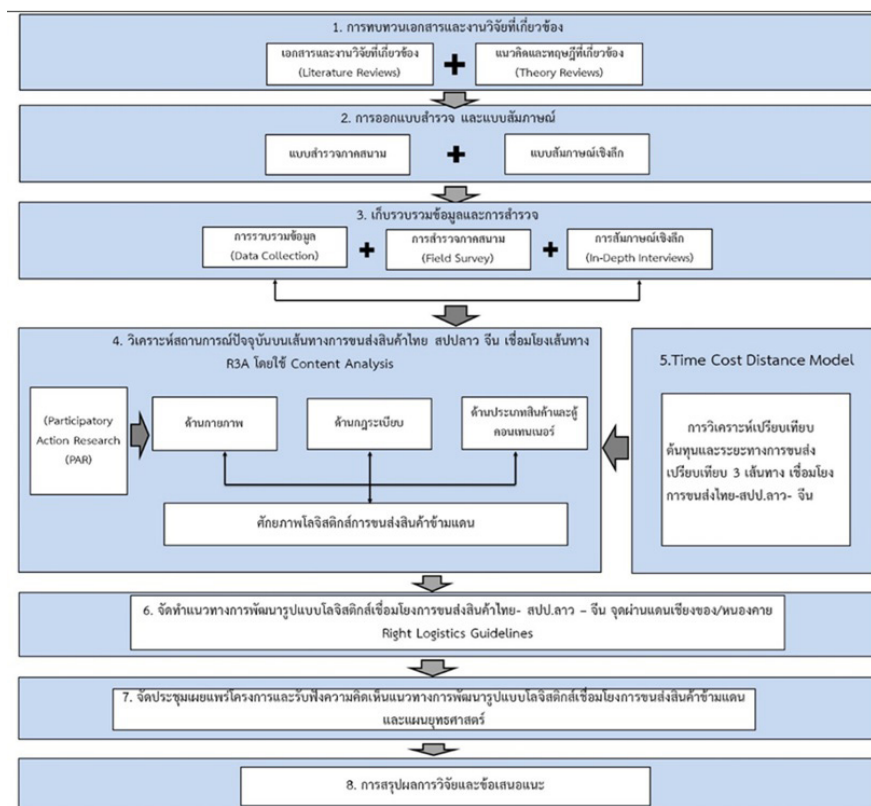 1. การทบทวนเอกสารและงานวิจัยที่เกี่ยวข้อง
เอกสารและงานวิจัยที่เกี่ยวข้อง
(Literature Reviews)
แนวคิดและทฤษฎีที่เกี่ยวข้อง
(Theory Reviews)
2. การออกแบบสำรวจ และแบบสัมภาษณ์
แบบสำรวจภาคสนาม
แบบสัมภาษณ์เชิงลึก
3. เก็บรวบรวมข้อมูลและการสำรวจ
การรวบรวมข้อมูล
(Data Collection)
การสำรวจภาคสนาม
(Field Survey)
การสัมภาษณ์เชิงลึก
(In-Depth Interviews)
4. วิเคราะห์สถานการณ์ปัจจุบันบนเส้นทางการขนส่งสินค้าไทย สปปลาว จีน เชื่อมโยงเส้นทาง
R3A โดยใช้ Content Analysis
(Participatory
Action Research
(PAR)
ด้านกายภาพ
ด้านกฎระเบียบ
ด้านประเภทสินค้าและตู้
คอนเทนเนอร์
ศักยภาพโลจิสติกส์การขนส่งสินค้าข้ามแดน
5.Time Cost Distance Model
การวิเคราะห์เปรียบเทียบ
ต้นทุนและระยะทางการขนส่ง
เปรียบเทียบ 3 เส้นทาง เชื่อมโยง
การขนส่งไทย-สปป.ลาว- จีน
6. จัดทำแนวทางการพัฒนารูปแบบโลจิสติกส์เชื่อมโยงการขนส่งสินค้าไทย- สปป.ลาว – จีน จุดผ่านแดนเชียงของ/หนองคาย
Right Logistics Guidelines
7. จัดประชุมเผยแพร่โครงการและรับฟังความคิดเห็นแนวทางการพัฒนารูปแบบโลจิสติกส์เชื่อมโยงการขนส่งสินค้าข้ามแดน
และแผนยุทธศาสตร์
8. การสรุปผลการวิจัยและข้อเสนอแนะ